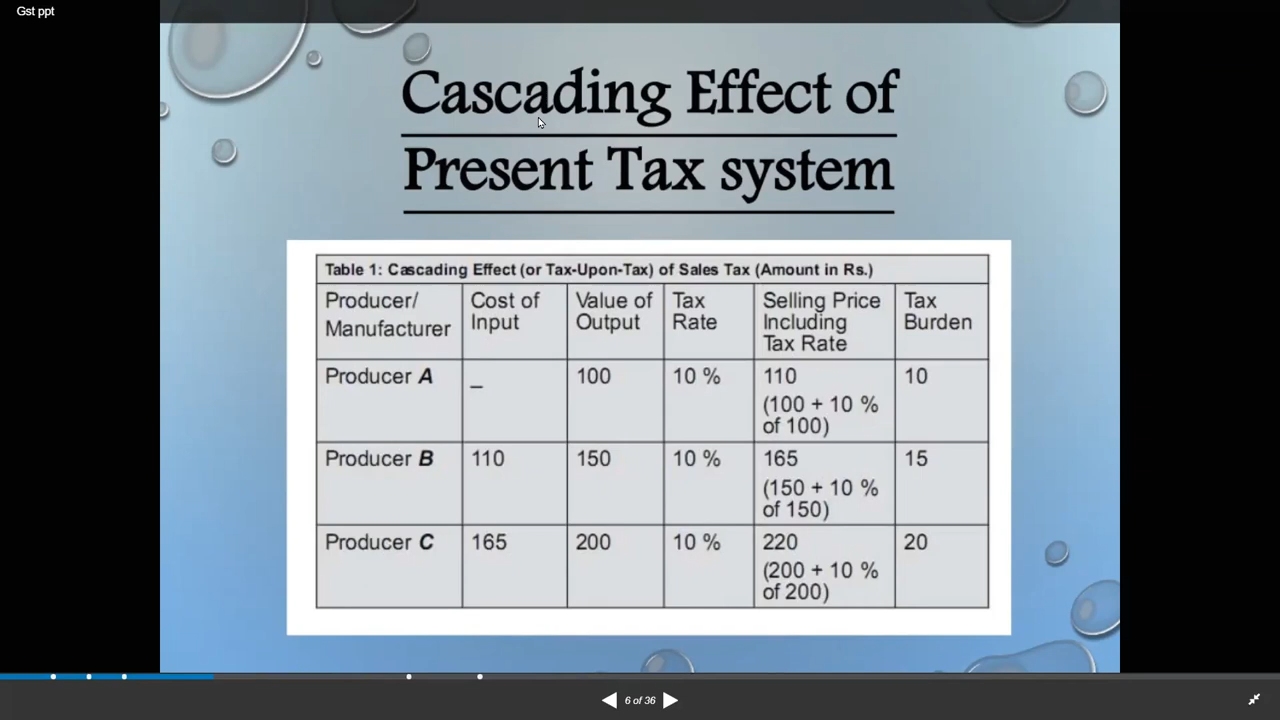 Gst ppt
Cascading Effect of
Present Tax system
Table 1: Cascading Effect (or Tax-Upon-Tax) of Sales Tax (Amount in Rs.)
Producer/ Manufacturer Cost of Input Value of Output Tax Rate Selling Price Including Tax Rate Tax Burden
Producer A _ 100 10 % 110 (100 + 10 % of 100) 10
Producer B 110 150 10 % 165 (150 + 10 % of 150) 15
Producer C 165 200 10 % 220 (200 + 10 % of 200) 20
6 of 36